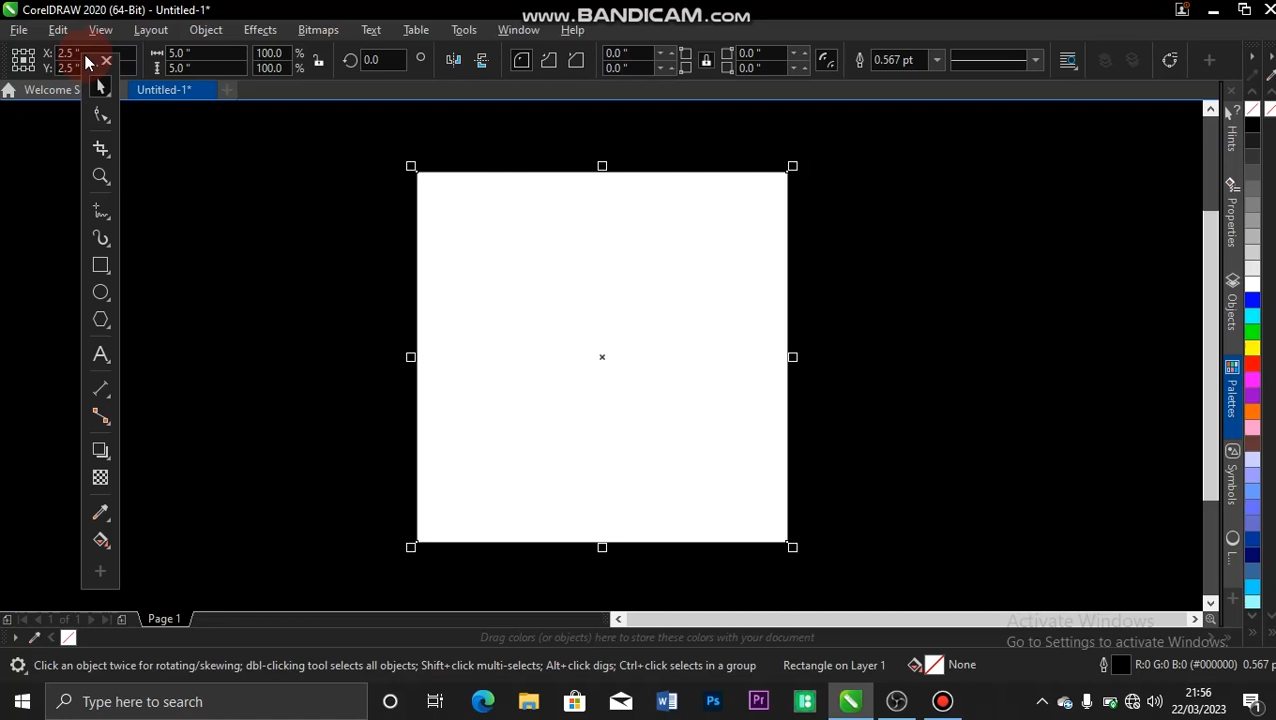 CorelDRAW 2020 (64-Bit) - Untitled-1*
www.BANDICAM.com
File Edit View Layout Object Effects Bitmaps Text Table Tools Window Help
X: 2.5 " 5.0 " 100.0 % 0.0 0.0 " 0.0 " 0.567 pt
Y: 2.5 " 5.0 " 100.0 % 0.0 " 0.0 "
Welcome S Untitled-1*
Hints
Properties
Objects
Palettes
Symbols
L...
1 of 1 Page 1
Drag colors (or objects) here to store these colors with your document
Activate Windows
Go to Settings to activate Windows.
Click an object twice for rotating/skewing; dbl-clicking tool selects all objects; Shift+click multi-selects; Alt+click digs; Ctrl+click selects in a group Rectangle on Layer 1 None R:0 G:0 B:0 (#000000) 0.567 pt
Type here to search
21:56
22/03/2023